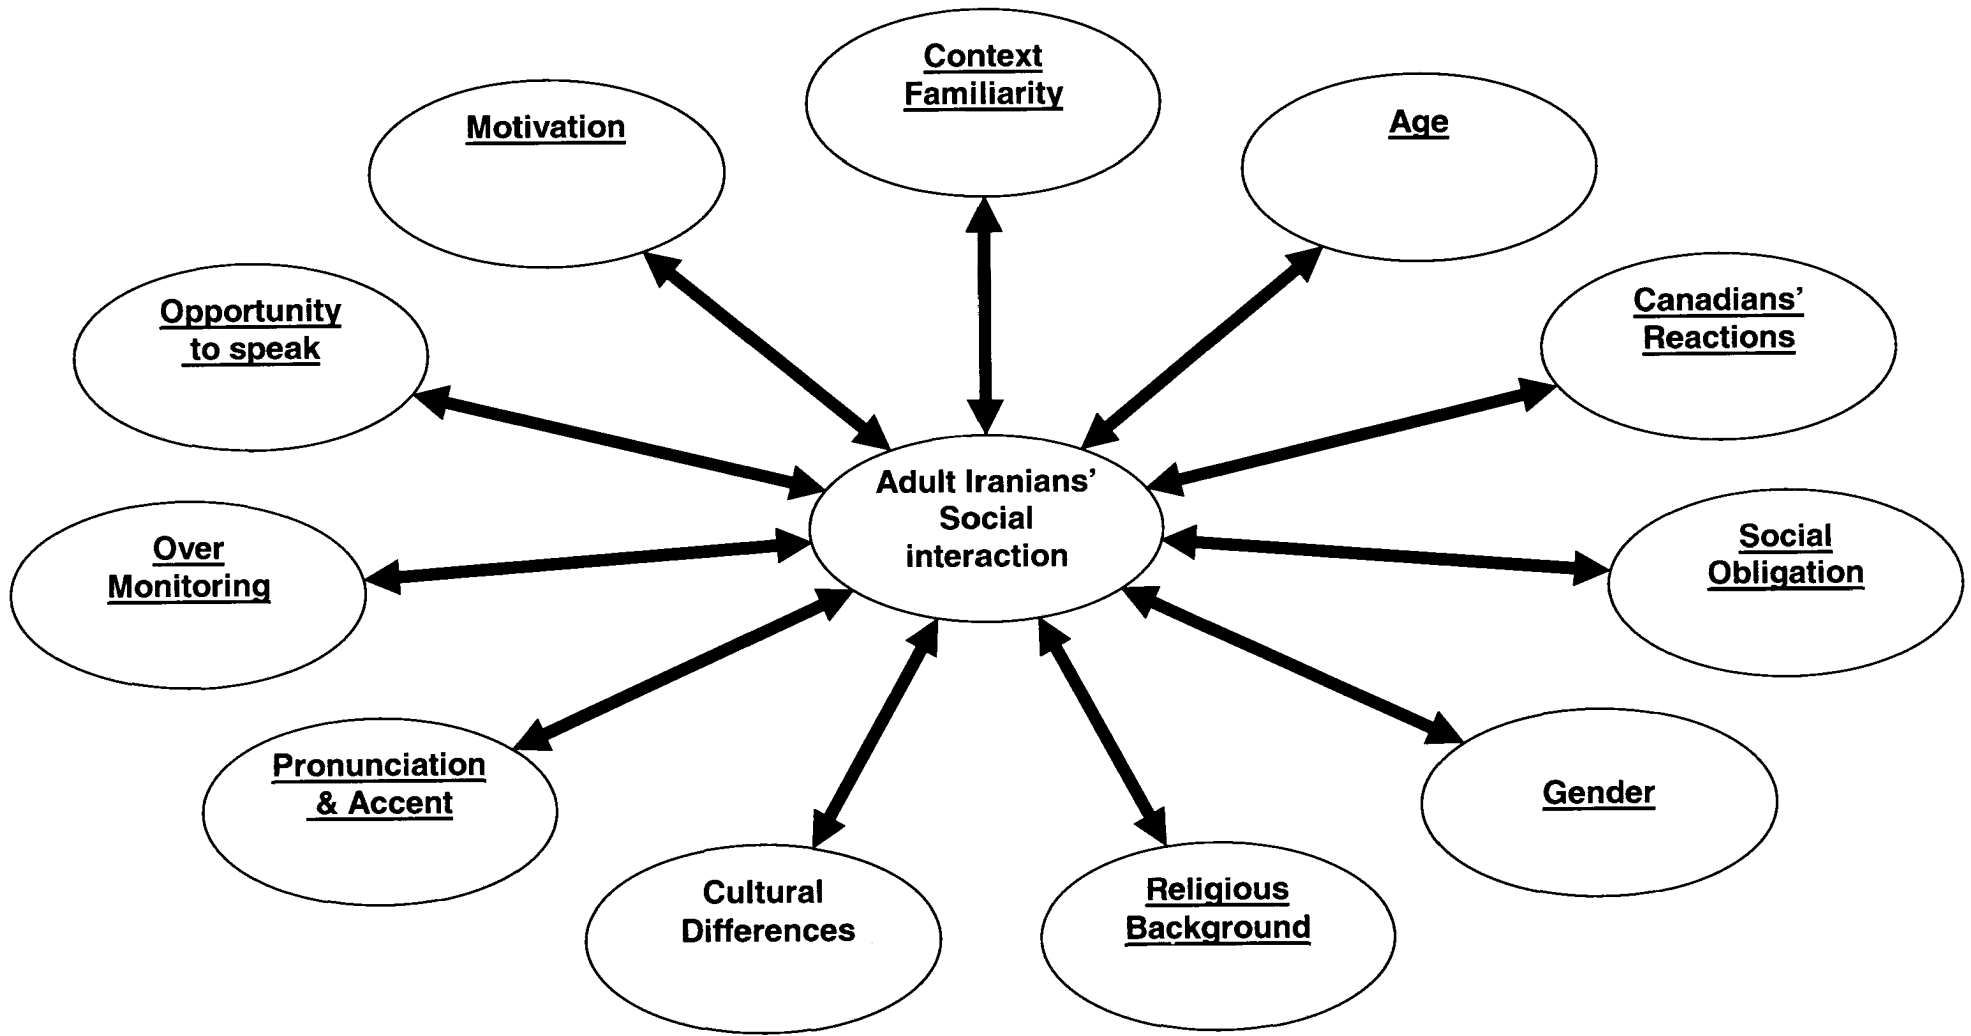 Context
Familiarity
Motivation
Age
Opportunity
to speak
Canadians’
Reactions
Adult Iranians’
Social
interaction
Over
Monitoring
Social
Obligation
Pronunciation
& Accent
Gender
Cultural
Differences
Religious
Background